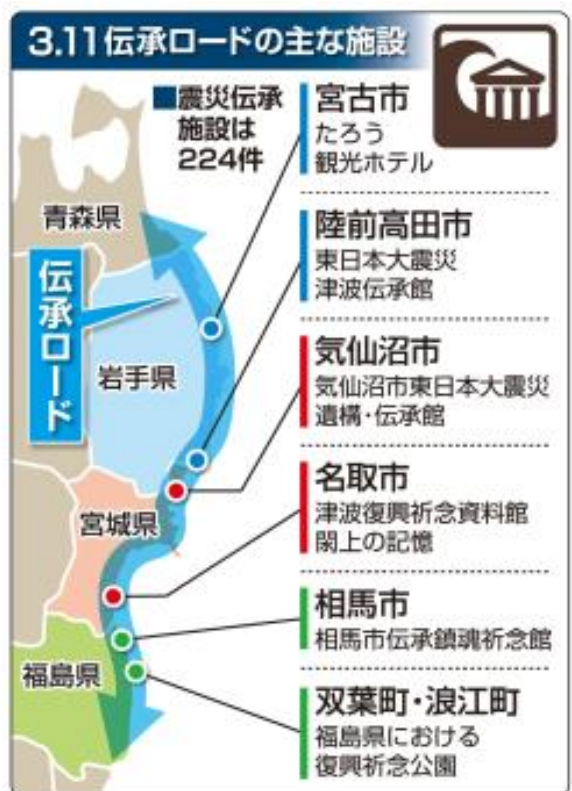 3.11伝承ロードの主な施設
■震災伝承
施設は
224件
青森県
伝承ロード
岩手県
宮城県
福島県
宮古市
たろう
観光ホテル
陸前高田市
東日本大震災
津波伝承館
気仙沼市
気仙沼市東日本大震災
遺構・伝承館
名取市
津波復興祈念資料館
閖上の記憶
相馬市
相馬市伝承鎮魂祈念館
双葉町・浪江町
福島県における
復興祈念公園